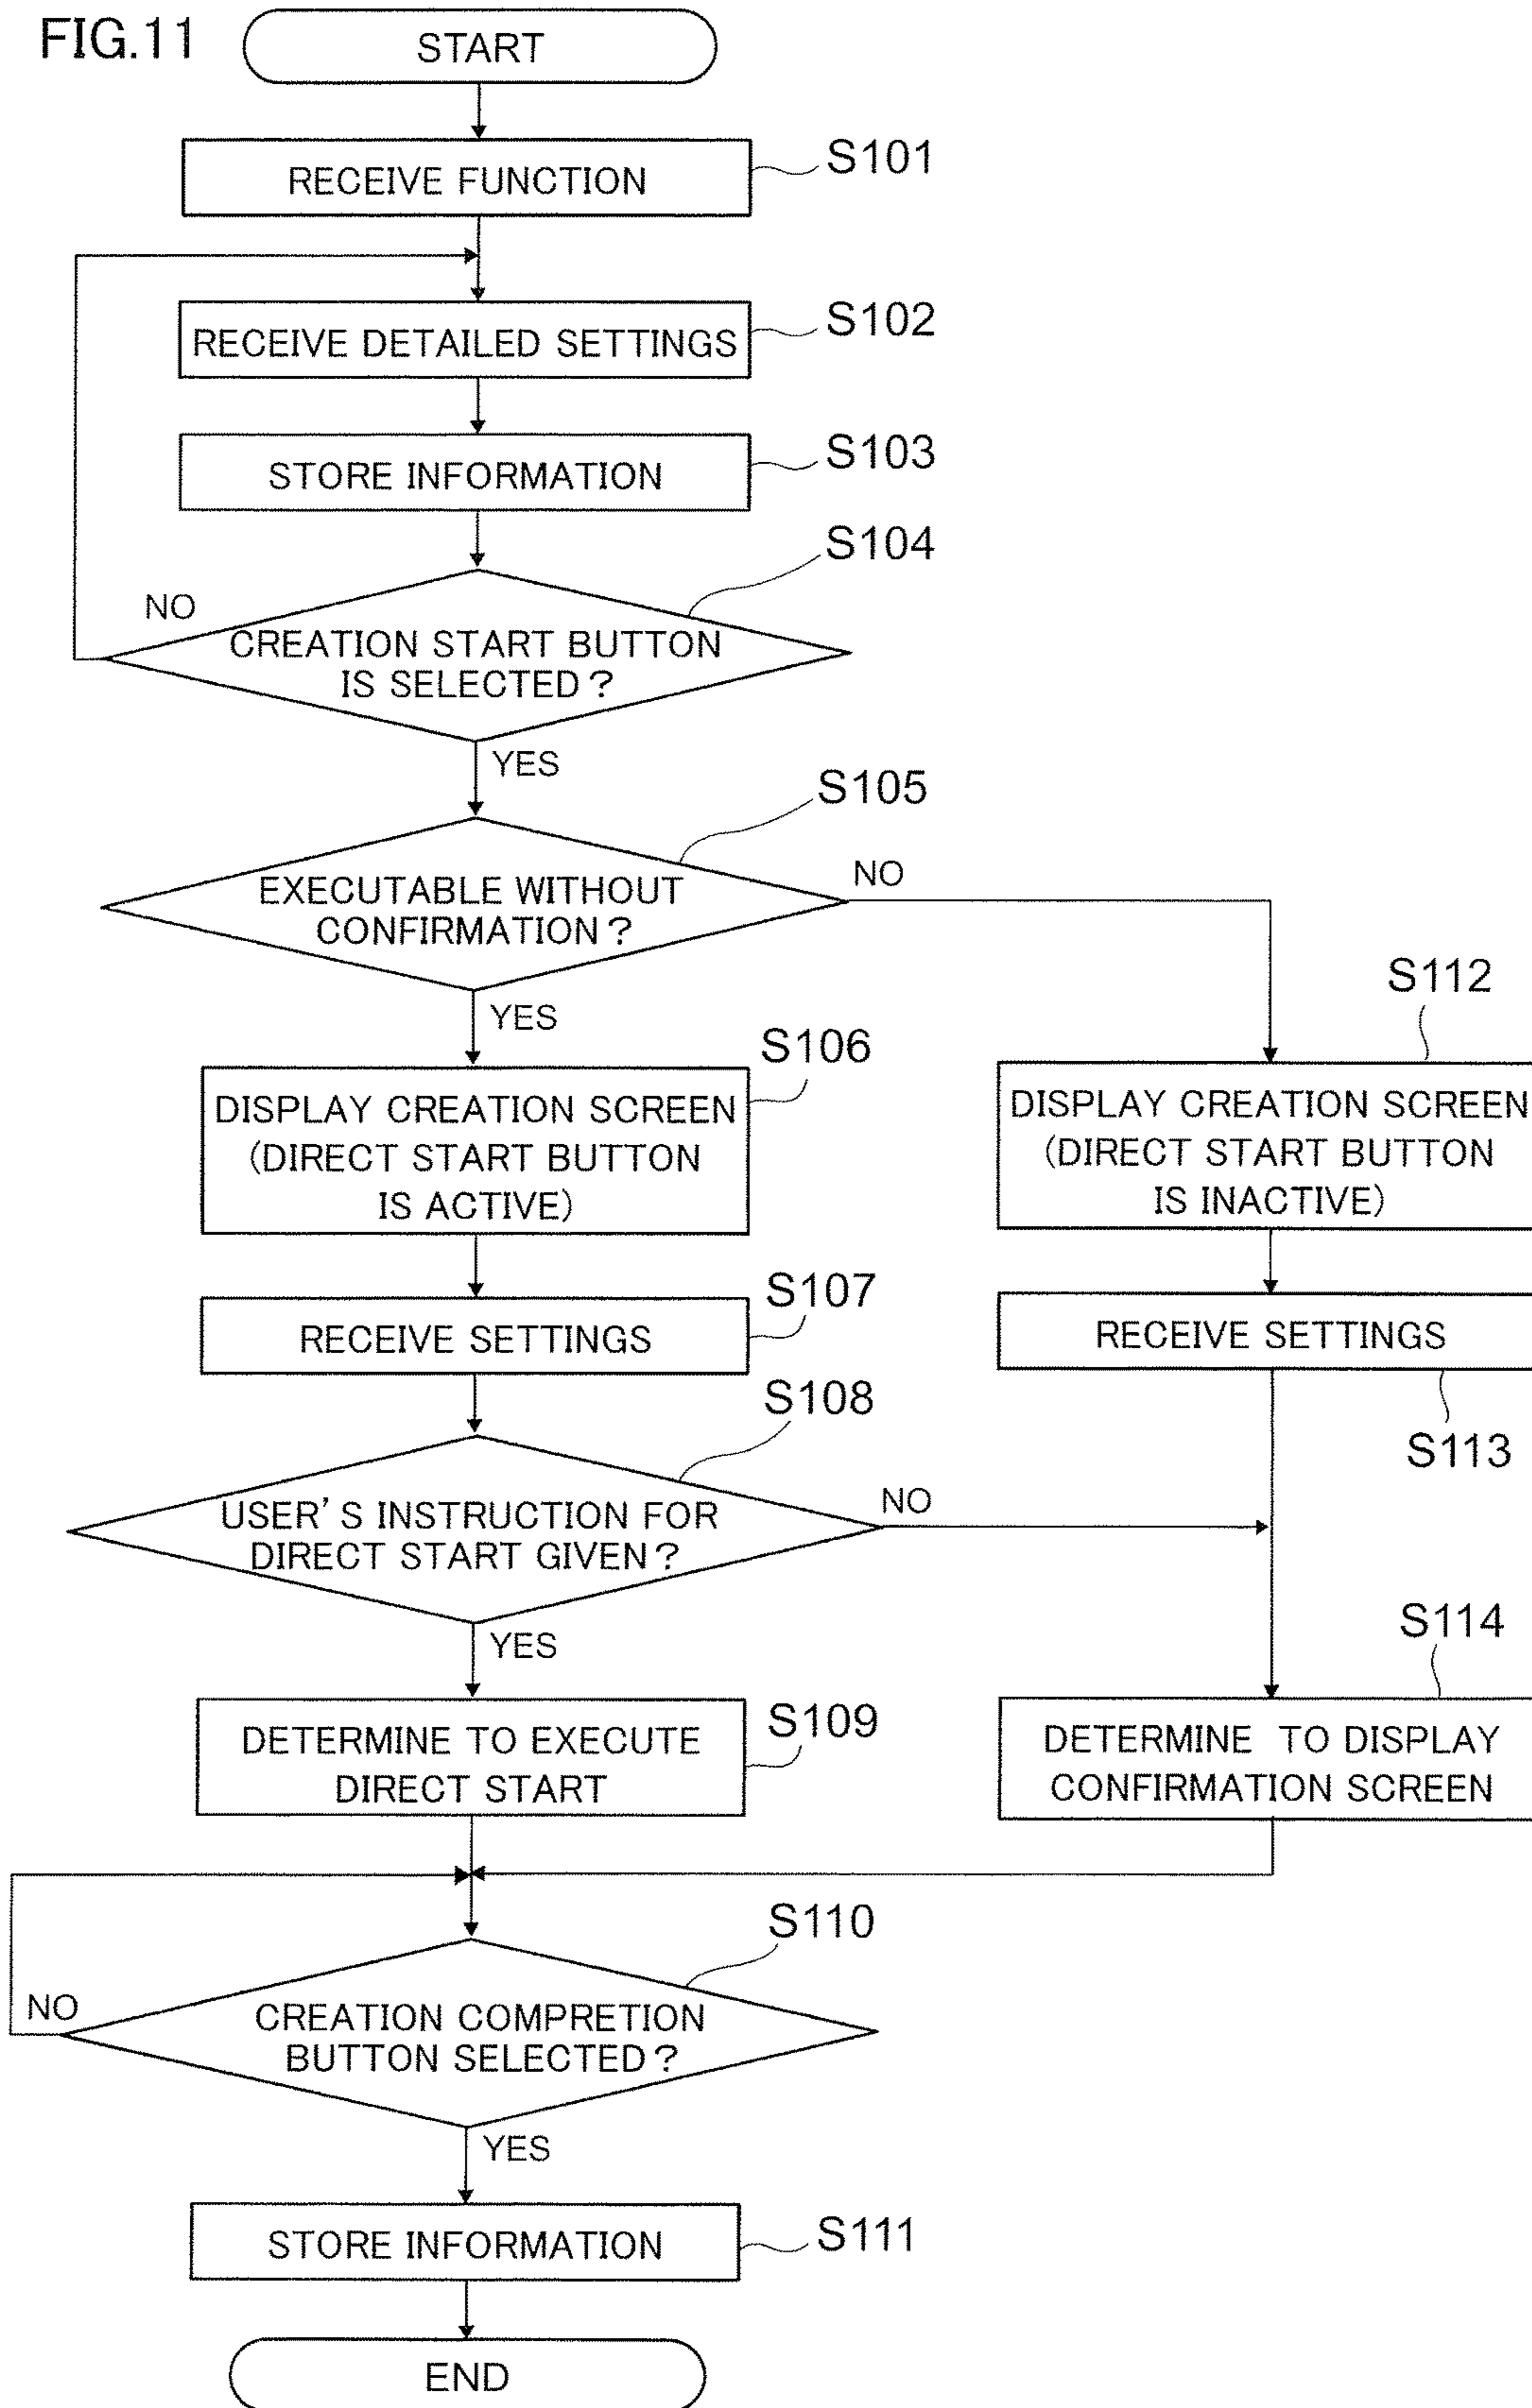 FIG.11
START
RECEIVE FUNCTION
S101
RECEIVE DETAILED SETTINGS
S102
STORE INFORMATION
S103
S104
NO
CREATION START BUTTON
IS SELECTED?
YES
S105
EXECUTABLE WITHOUT
CONFIRMATION?
NO
YES
S106
DISPLAY CREATION SCREEN
(DIRECT START BUTTON
IS ACTIVE)
S112
DISPLAY CREATION SCREEN
(DIRECT START BUTTON
IS INACTIVE)
S107
RECEIVE SETTINGS
RECEIVE SETTINGS
S113
S108
USER'S INSTRUCTION FOR
DIRECT START GIVEN?
NO
YES
S109
DETERMINE TO EXECUTE
DIRECT START
S114
DETERMINE TO DISPLAY
CONFIRMATION SCREEN
S110
NO
CREATION COMPRETION
BUTTON SELECTED?
YES
STORE INFORMATION
S111
END